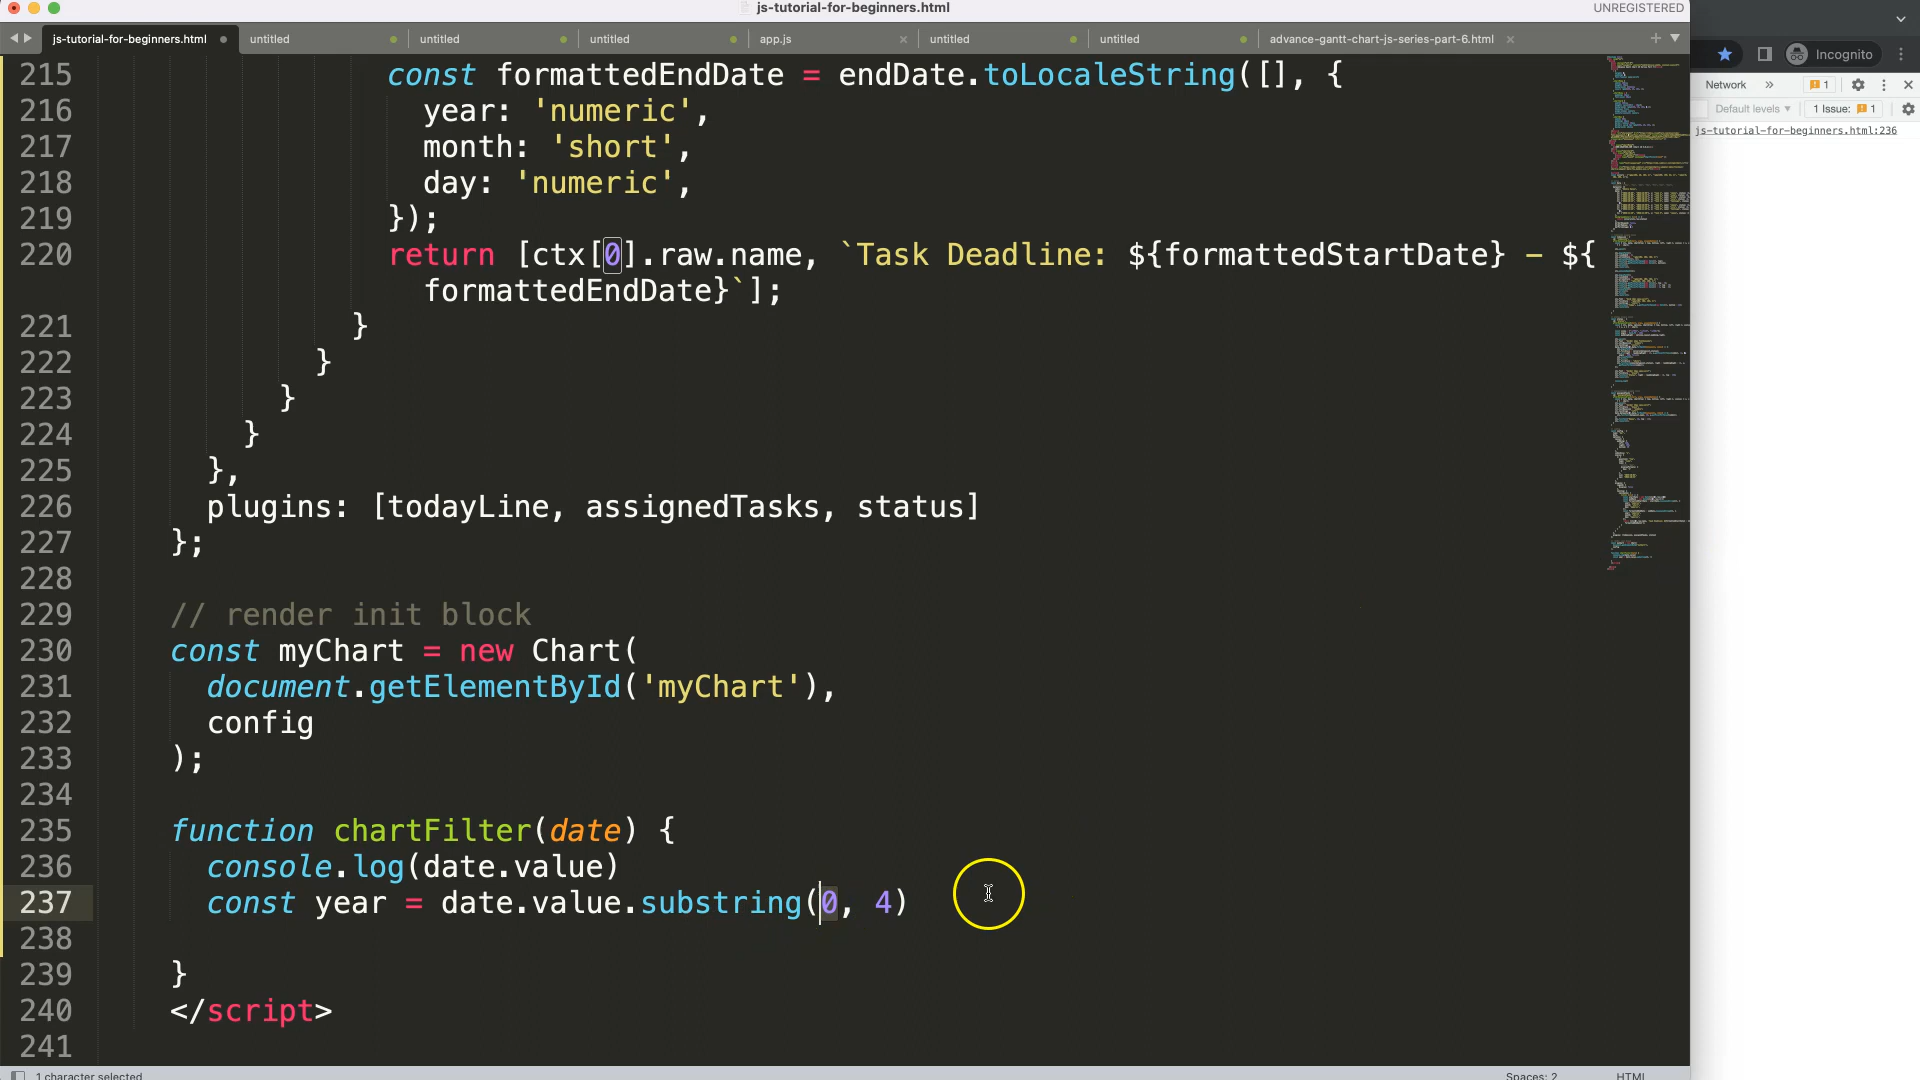 js-tutorial-for-beginners.html
UNREGISTERED
js-tutorial-for-beginners.html untitled untitled untitled app.js untitled untitled advance-gantt-chart-js-series-part-6.html
Incognito
Network » 1
Default levels ▾ 1 Issue: 1
js-tutorial-for-beginners.html:236
215 const formattedEndDate = endDate.toLocaleString([], {
216 year: 'numeric',
217 month: 'short',
218 day: 'numeric',
219 });
220 return [ctx[0].raw.name, `Task Deadline: ${formattedStartDate} - ${
formattedEndDate}`];
221 }
222 }
223 }
224 }
225 },
226 plugins: [todayLine, assignedTasks, status]
227 };
228
229 // render init block
230 const myChart = new Chart(
231 document.getElementById('myChart'),
232 config
233 );
234
235 function chartFilter(date) {
236 console.log(date.value)
237 const year = date.value.substring(0, 4)
238
239 }
240 </script>
241
1 character selected Spaces: 2 HTML